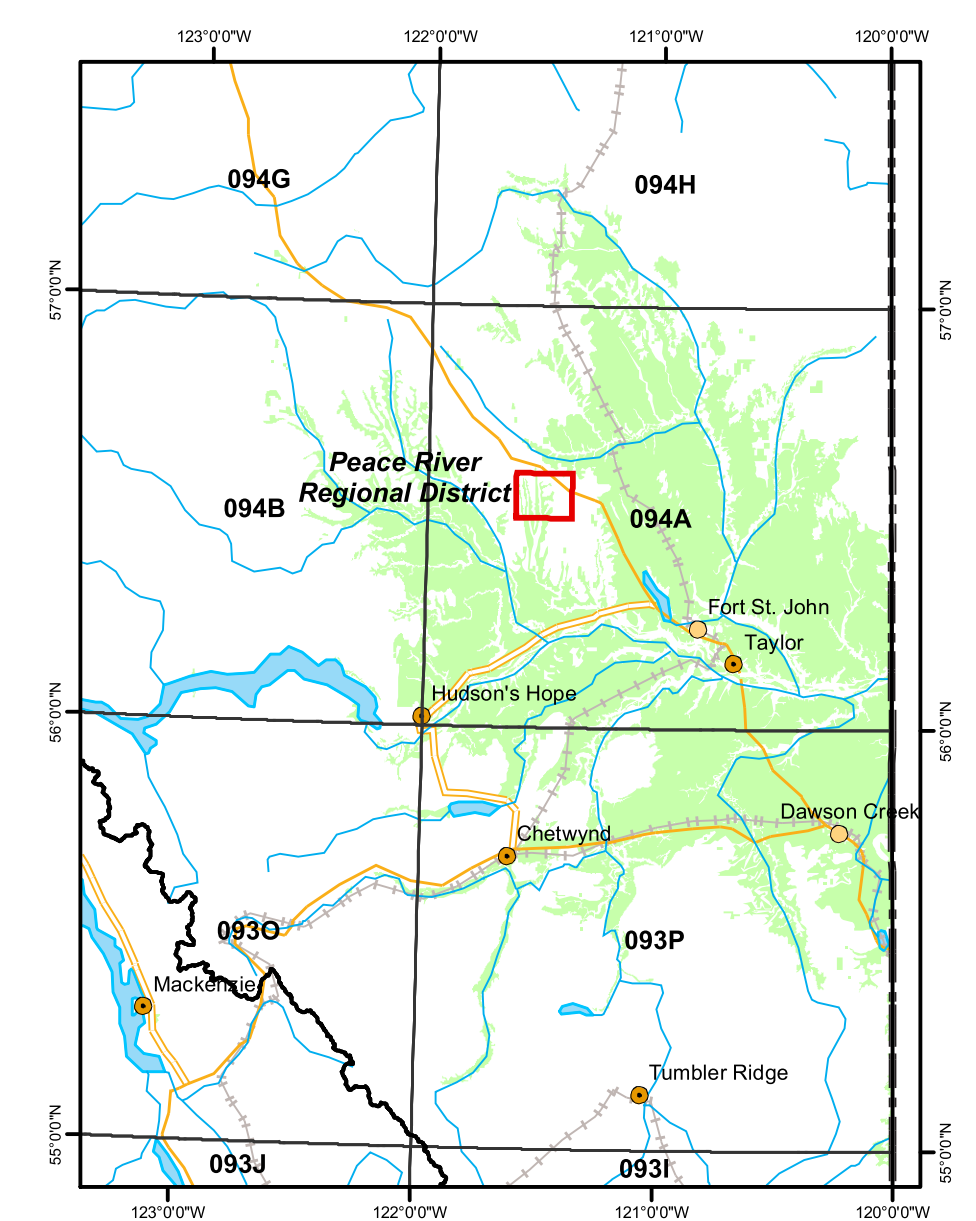 123°0'0"W 122°0'0"W 121°0'0"W 120°0'0"W
094G
094H
57°0'0"N
57°0'0"N
Peace River
Regional District
094B
094A
Fort St. John
Taylor
Hudson's Hope
56°0'0"N
56°0'0"N
Dawson Creek
Chetwynd
093O
093P
Mackenzie
Tumbler Ridge
55°0'0"N
55°0'0"N
093J
093I
123°0'0"W 122°0'0"W 121°0'0"W 120°0'0"W